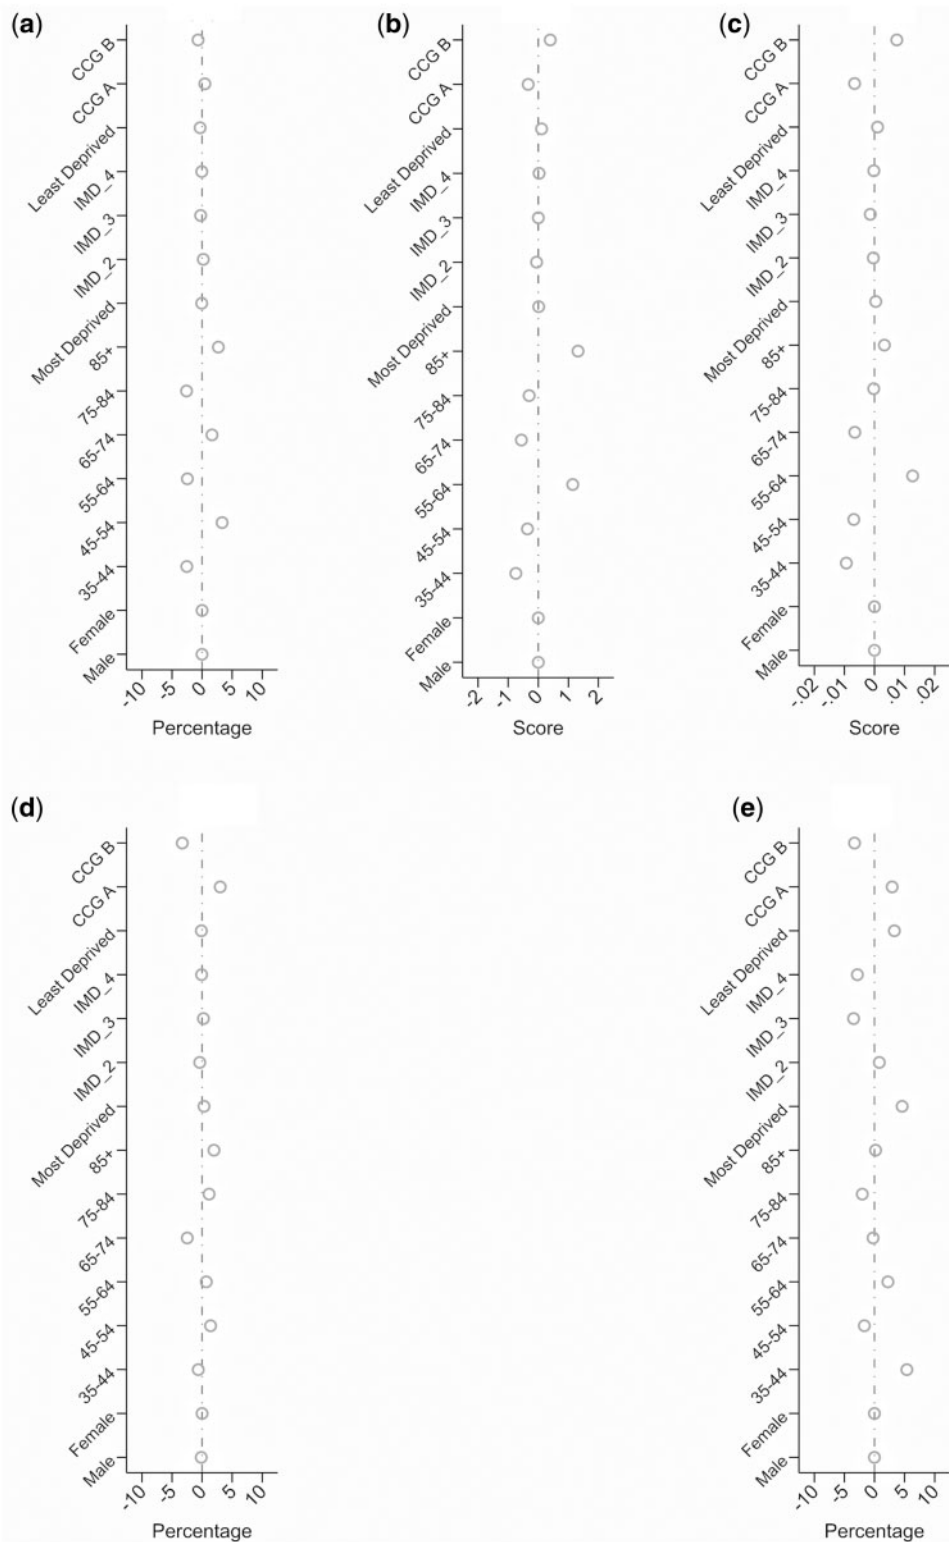 (a)
CCG B
CCG A
Least Deprived
IMD_4
IMD_3
IMD_2
Most Deprived
85+
75-84
65-74
55-64
45-54
35-44
Female
Male
-10 -5 0 5 10
Percentage
(b)
CCG B
CCG A
Least Deprived
IMD_4
IMD_3
IMD_2
Most Deprived
85+
75-84
65-74
55-64
45-54
35-44
Female
Male
-2 -1 0 1 2
Score
(c)
CCG B
CCG A
Least Deprived
IMD_4
IMD_3
IMD_2
Most Deprived
85+
75-84
65-74
55-64
45-54
35-44
Female
Male
-.02 -.01 0 .01 .02
Score
(d)
CCG B
CCG A
Least Deprived
IMD_4
IMD_3
IMD_2
Most Deprived
85+
75-84
65-74
55-64
45-54
35-44
Female
Male
-10 -5 0 5 10
Percentage
(e)
CCG B
CCG A
Least Deprived
IMD_4
IMD_3
IMD_2
Most Deprived
85+
75-84
65-74
55-64
45-54
35-44
Female
Male
-10 -5 0 5 10
Percentage